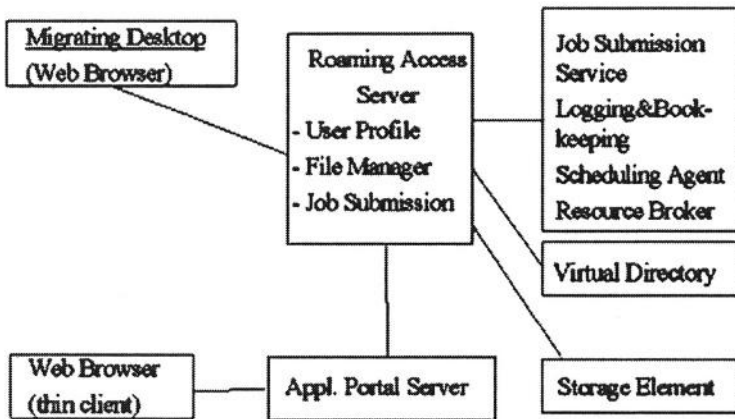 Migrating Desktop
(Web Browser)
Roaming Access
Server
- User Profile
- File Manager
- Job Submission
Job Submission
Service
Logging&Book-
keeping
Scheduling Agent
Resource Broker
Virtual Directory
Storage Element
Appl. Portal Server
Web Browser
(thin client)